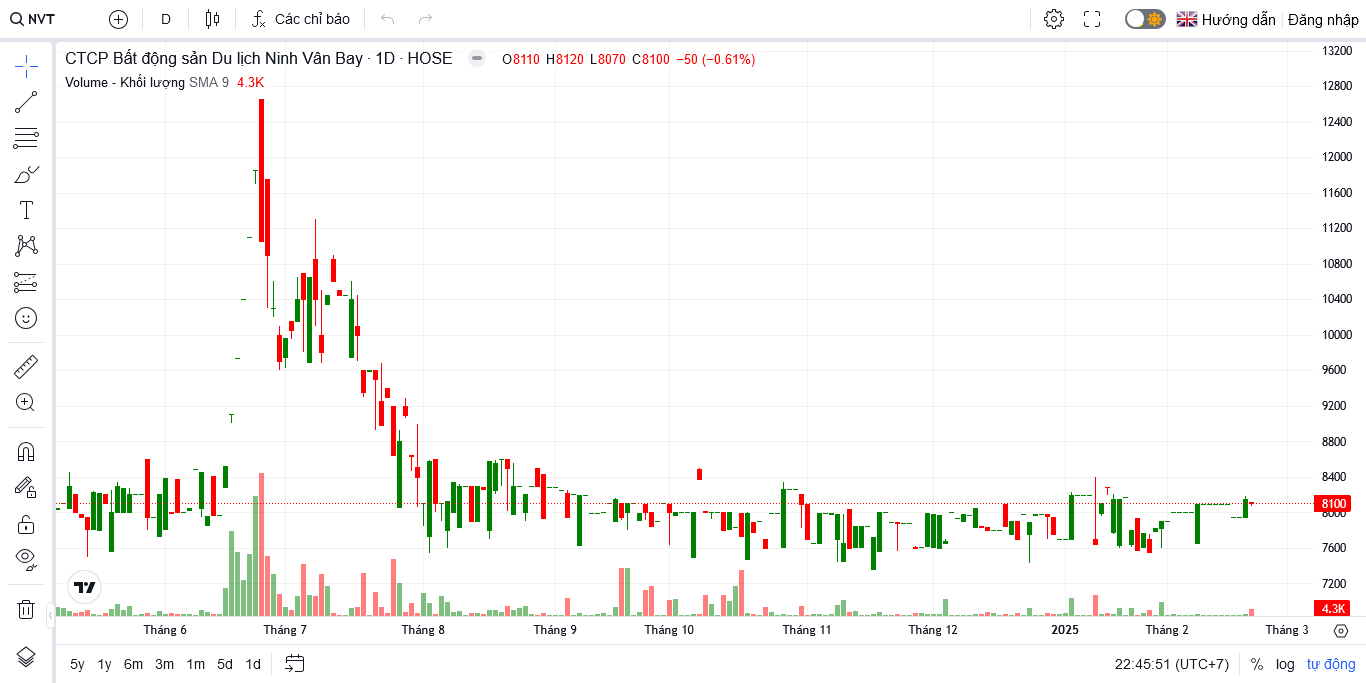 NVT D Các chỉ báo Hướng dẫn Đăng nhập
CTCP Bất động sản Du lịch Ninh Vân Bay · 1D · HOSE O8110 H8120 L8070 C8100 −50 (−0.61%)
Volume - Khối lượng SMA 9 4.3K
13200
12800
12400
12000
11600
11200
10800
10400
10000
9600
9200
8800
8400
8100
8000
7600
7200
4.3K
Tháng 6 Tháng 7 Tháng 8 Tháng 9 Tháng 10 Tháng 11 Tháng 12 2025 Tháng 2 Tháng 3
5y 1y 6m 3m 1m 5d 1d 22:45:51 (UTC+7) % log tự động